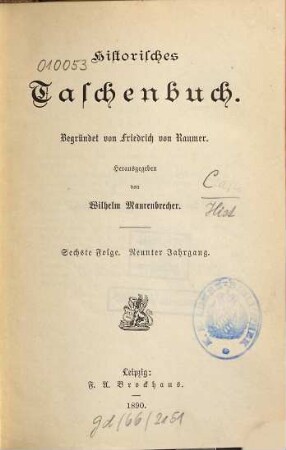 Historisches
010053
Taschenbuch.
Begründet von Friedrich von Raumer.
Herausgegeben
von
Wilhelm Maurenbrecher.
Hist
Sechste Folge. Neunter Jahrgang.
Leipzig:
F. A. Brockhaus.
1890.